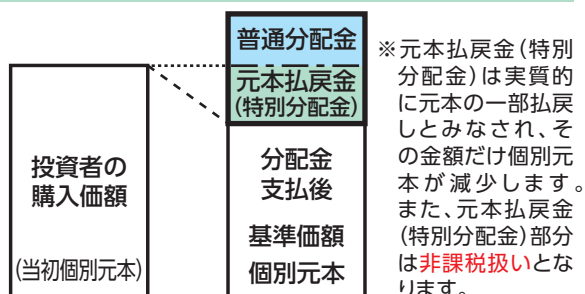 投資者の
購入価額
(当初個別元本)
普通分配金
元本払戻金
(特別分配金)
分配金
支払後
基準価額
個別元本
※元本払戻金(特別
分配金)は実質的
に元本の一部払戻
しとみなされ、そ
の金額だけ個別元
本が減少します。
また、元本払戻金
(特別分配金)部分
は非課税扱いとな
ります。